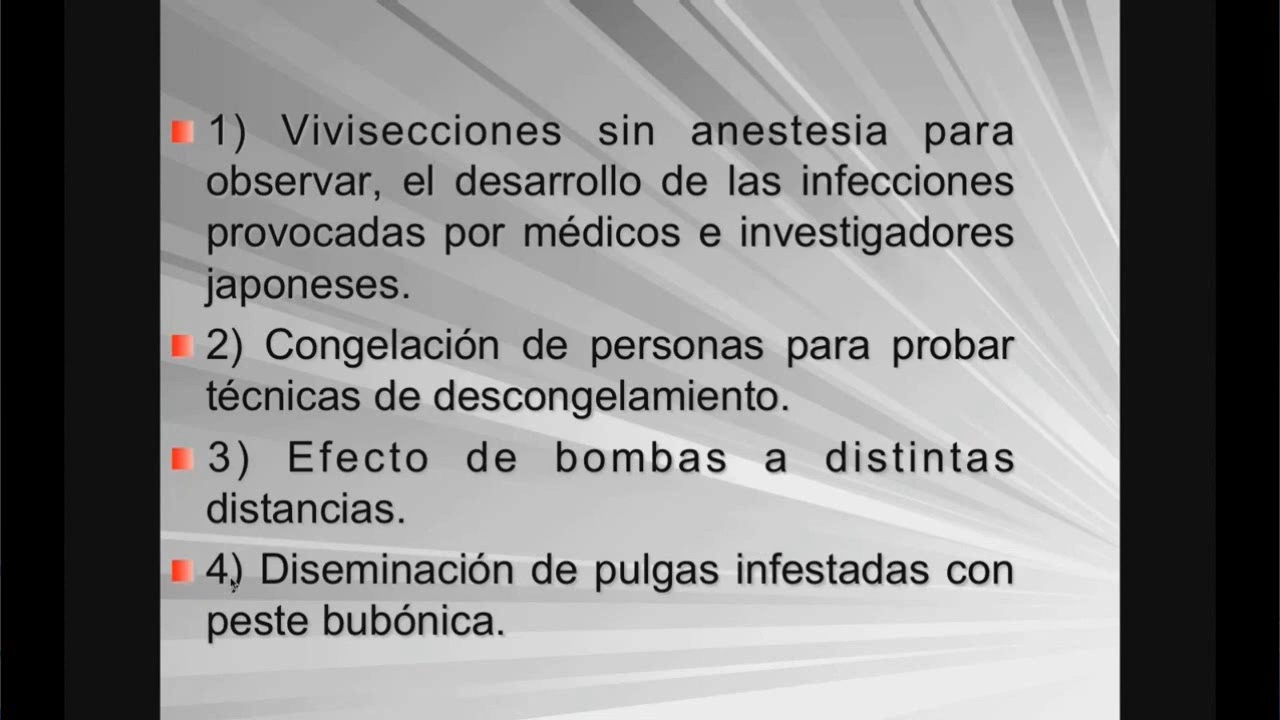 1) Vivisecciones sin anestesia para
observar, el desarrollo de las infecciones
provocadas por médicos e investigadores
japoneses.
2) Congelación de personas para probar
técnicas de descongelamiento.
3) Efecto de bombas a distintas
distancias.
4) Diseminación de pulgas infestadas con
peste bubónica.